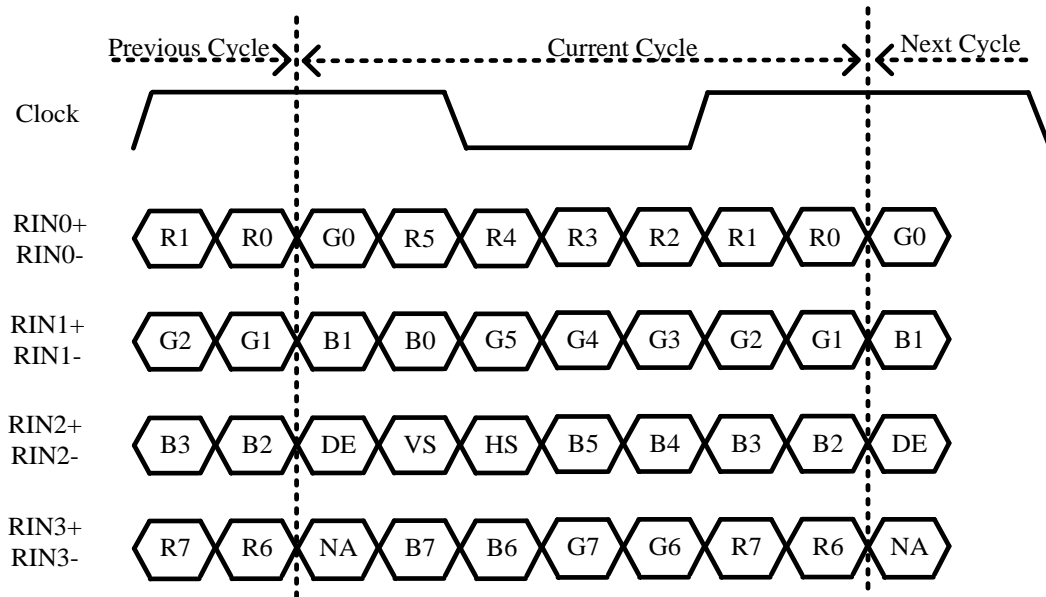 Previous Cycle Current Cycle Next Cycle
Clock
RIN0+
RIN0-
R1 R0 G0 R5 R4 R3 R2 R1 R0 G0
RIN1+
RIN1-
G2 G1 B1 B0 G5 G4 G3 G2 G1 B1
RIN2+
RIN2-
B3 B2 DE VS HS B5 B4 B3 B2 DE
RIN3+
RIN3-
R7 R6 NA B7 B6 G7 G6 R7 R6 NA